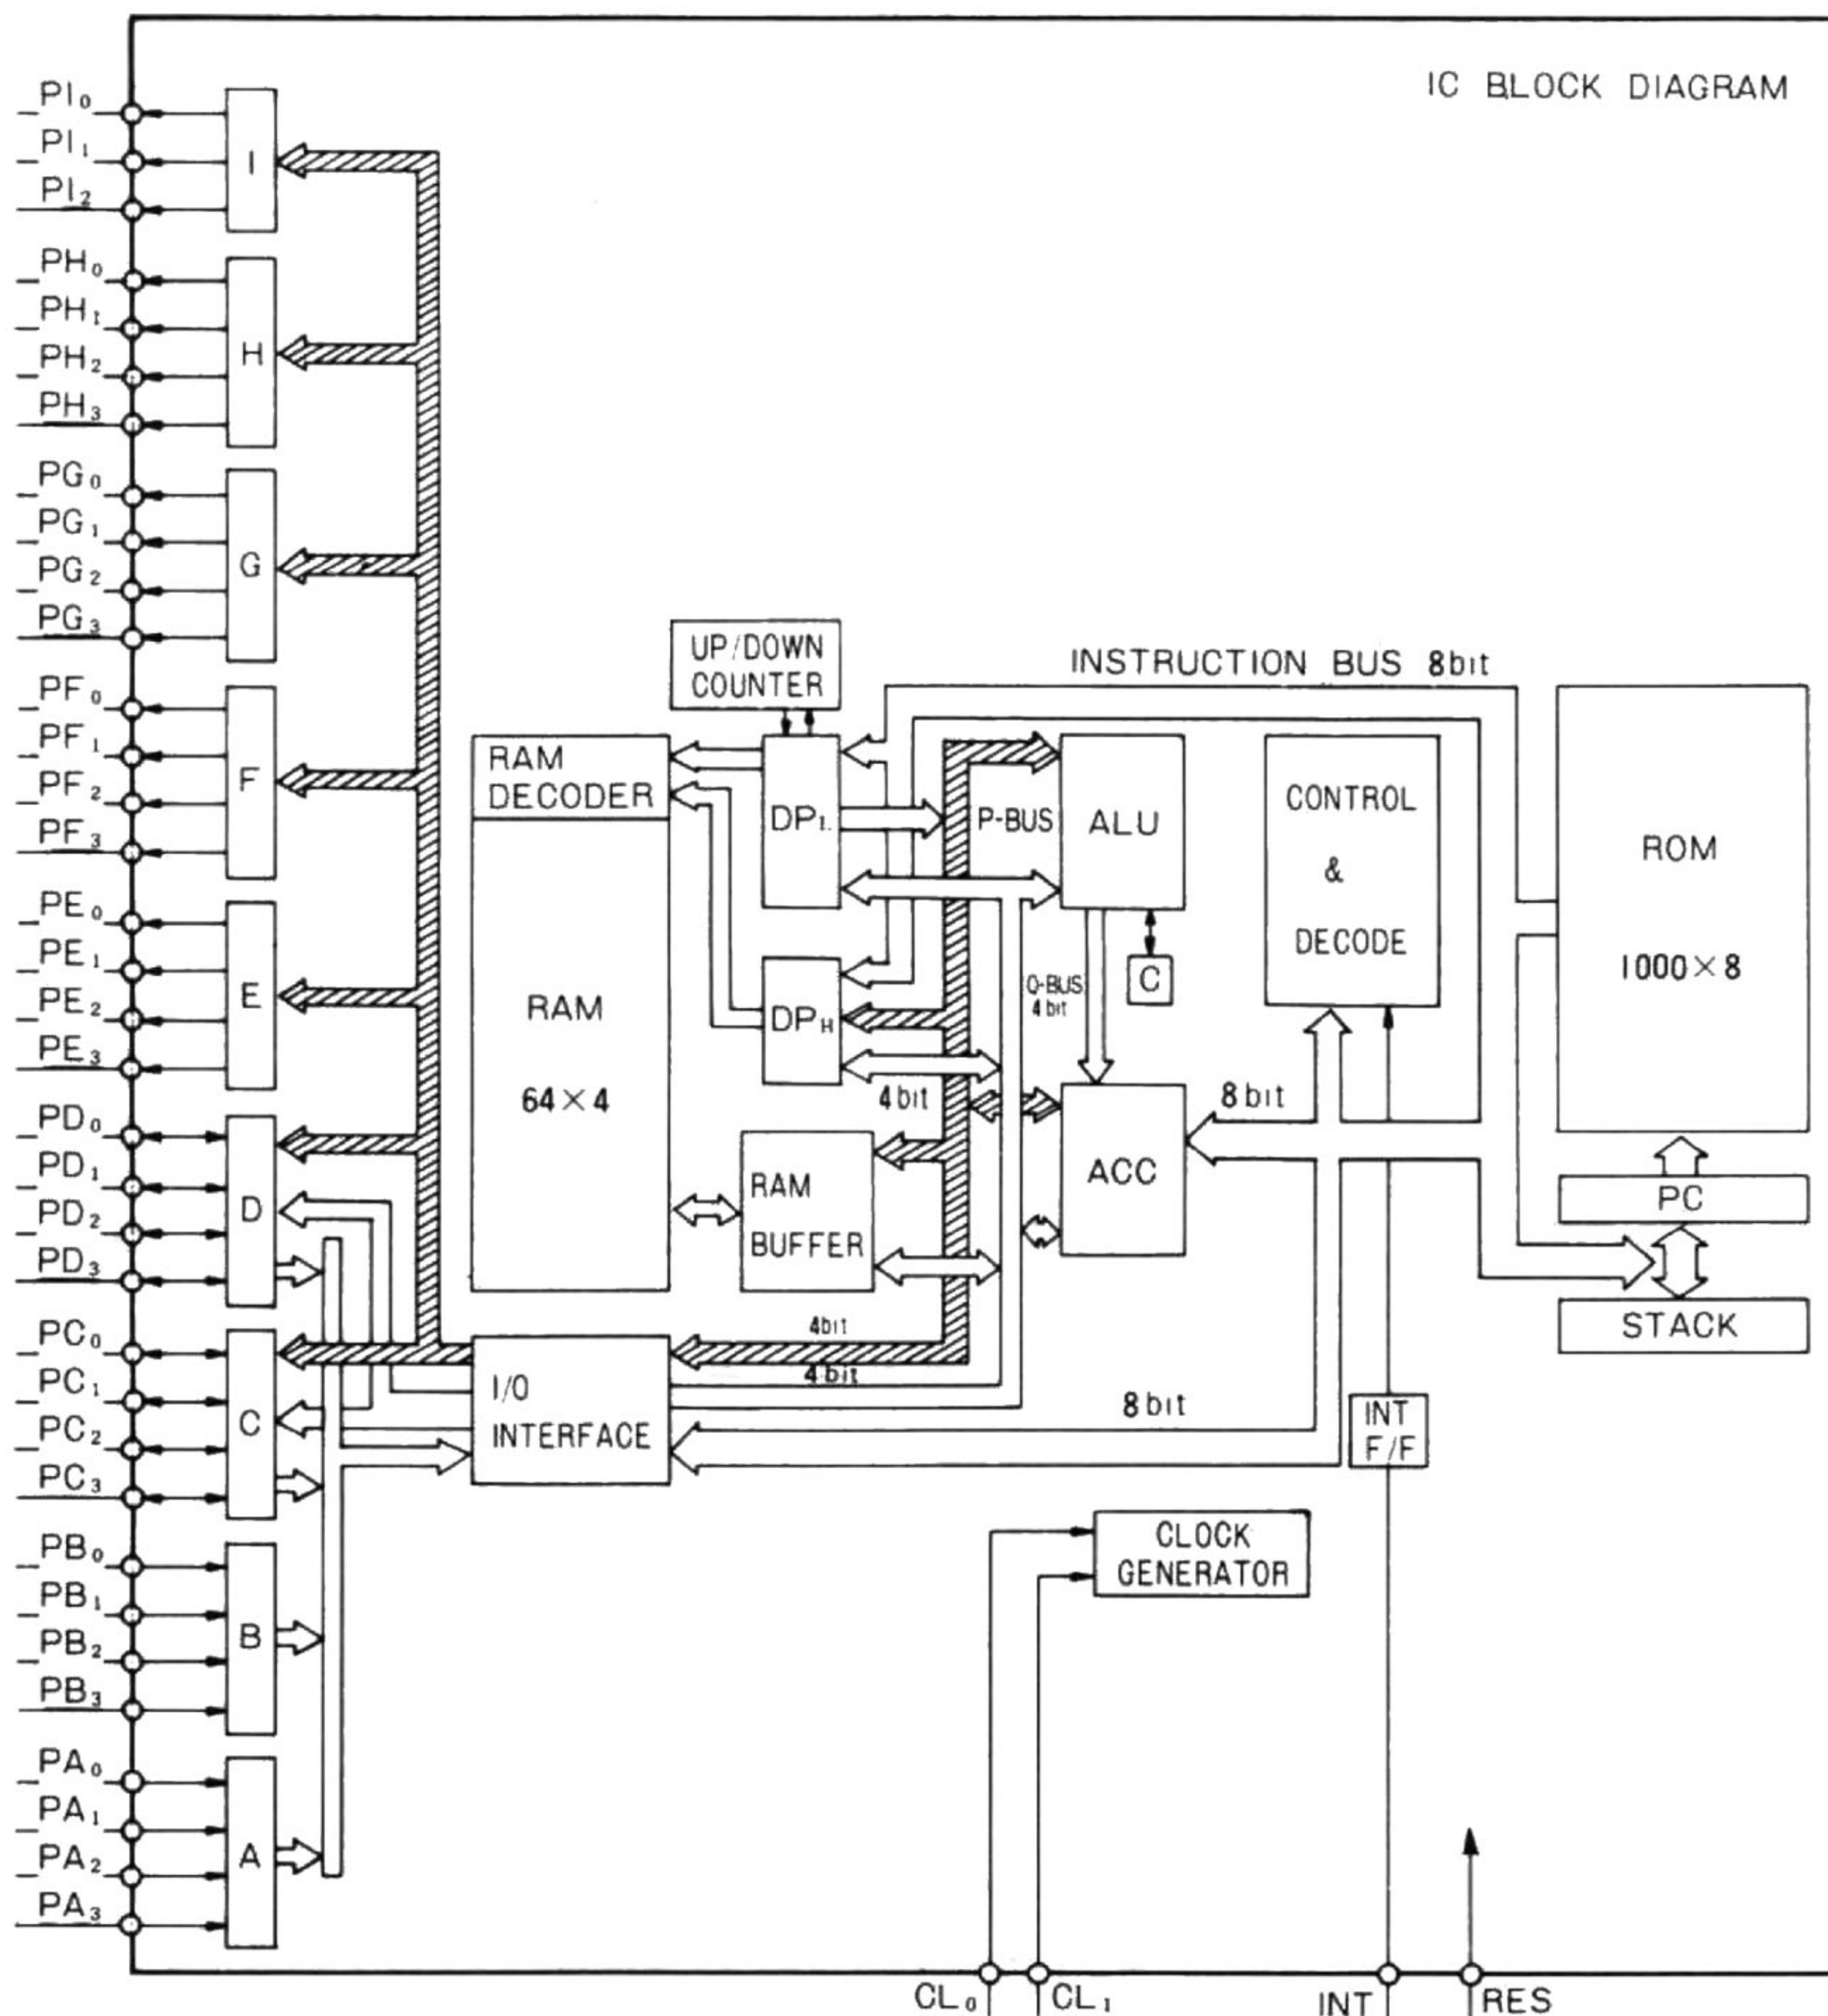 IC BLOCK DIAGRAM
PI₀
PI₁
PI₂
I
PH₀
PH₁
PH₂
PH₃
H
PG₀
PG₁
PG₂
PG₃
G
PF₀
PF₁
PF₂
PF₃
F
PE₀
PE₁
PE₂
PE₃
E
PD₀
PD₁
PD₂
PD₃
D
PC₀
PC₁
PC₂
PC₃
C
PB₀
PB₁
PB₂
PB₃
B
PA₀
PA₁
PA₂
PA₃
A
UP/DOWN
COUNTER
INSTRUCTION BUS 8bit
RAM
DECODER
RAM
64×4
DP_L
DP_H
P-BUS
ALU
C
O-BUS
4 bit
4 bit
RAM
BUFFER
ACC
8 bit
CONTROL
&
DECODE
ROM
1000×8
PC
STACK
4bit
4 bit
I/O
INTERFACE
8 bit
INT
F/F
CLOCK
GENERATOR
CL₀
CL₁
INT
RES